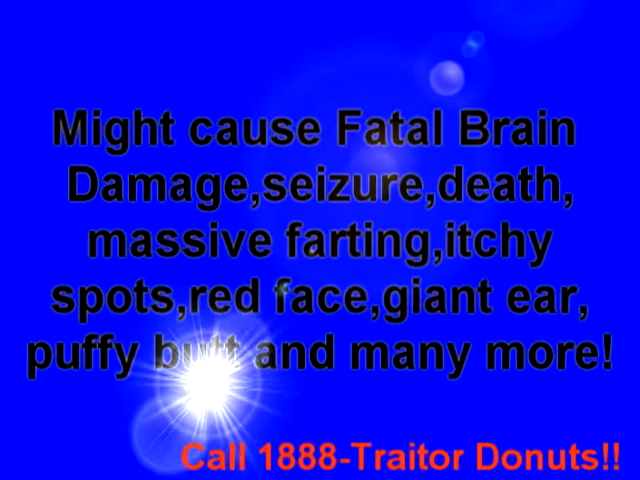 Might cause Fatal Brain
Damage,seizure,death,
massive farting,itchy
spots,red face,giant ear,
puffy butt and many more!
Call 1888-Traitor Donuts!!